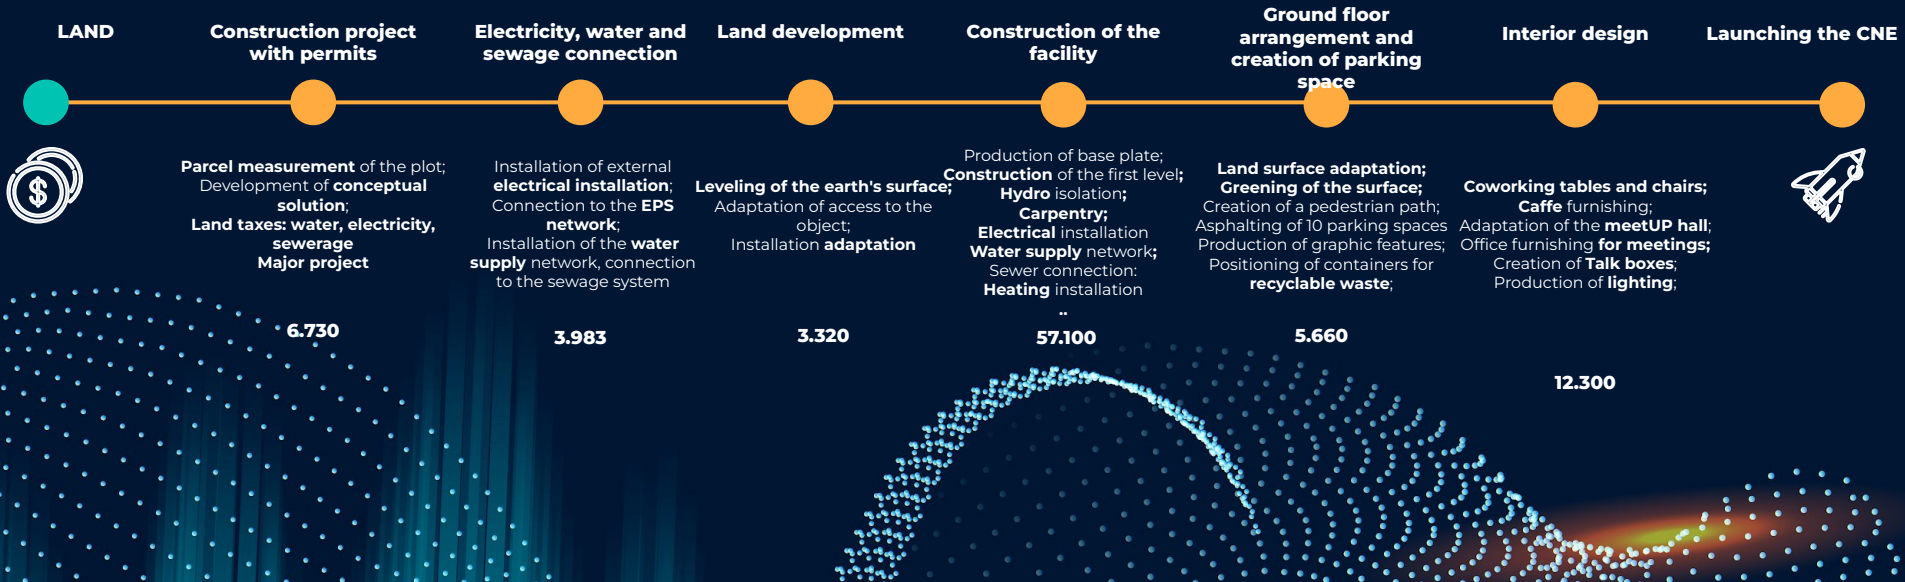 LAND
Construction project
with permits
Electricity, water and
sewage connection
Land development
Construction of the
facility
Ground floor
arrangement and
creation of parking
space
Interior design
Launching the CNE
$
Parcel measurement of the plot;
Development of conceptual
solution;
Land taxes: water, electricity,
sewerage
Major project
6.730
Installation of external
electrical installation;
Connection to the EPS
network;
Installation of the water
supply network, connection
to the sewage system
3.983
Leveling of the earth's surface;
Adaptation of access to the
object;
Installation adaptation
3.320
Production of base plate;
Construction of the first level;
Hydro isolation;
Carpentry;
Electrical installation
Water supply network;
Sewer connection:
Heating installation
..
57.100
Land surface adaptation;
Greening of the surface;
Creation of a pedestrian path;
Asphalting of 10 parking spaces
Production of graphic features;
Positioning of containers for
recyclable waste;
5.660
Coworking tables and chairs;
Caffe furnishing;
Adaptation of the meetUP hall;
Office furnishing for meetings;
Creation of Talk boxes;
Production of lighting;
12.300